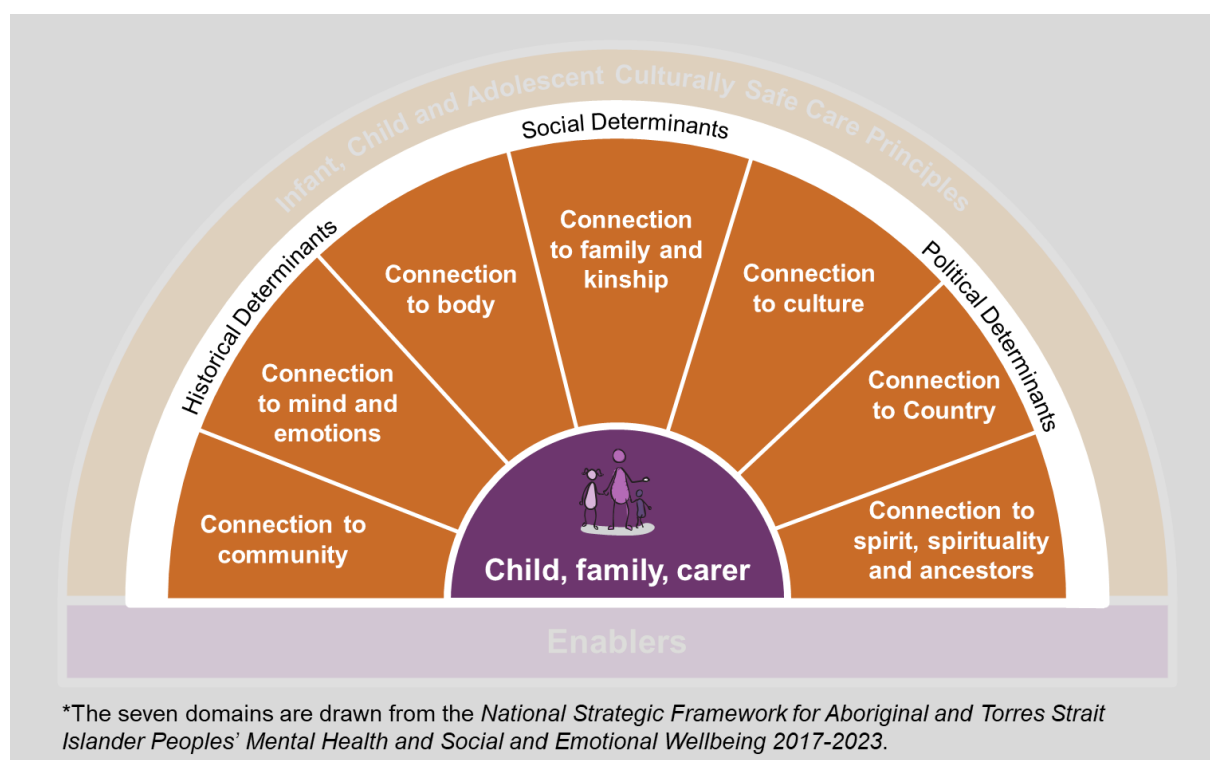 Infant, Child and Adolescent Culturally Safe Care Principles
Social Determinants
Historical Determinants
Political Determinants
Connection to
community
Connection
to mind and
emotions
Connection
to body
Connection
to family and
kinship
Connection
to culture
Connection
to Country
Connection to
spirit, spirituality
and ancestors
Child, family, carer
Enablers
*The seven domains are drawn from the National Strategic Framework for Aboriginal and Torres Strait
Islander Peoples’ Mental Health and Social and Emotional Wellbeing 2017-2023.